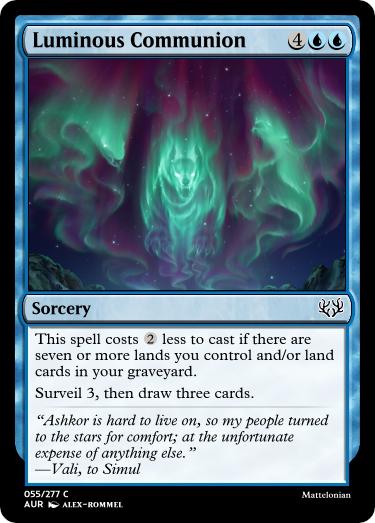 Luminous Communion 4
Sorcery
This spell costs 2 less to cast if there are
seven or more lands you control and/or land
cards in your graveyard.
Surveil 3, then draw three cards.
“Ashkor is hard to live on, so my people turned
to the stars for comfort; at the unfortunate
expense of anything else.”
—Vali, to Simul
055/277 C
Mattelonian
AUR ALEX-ROMMEL